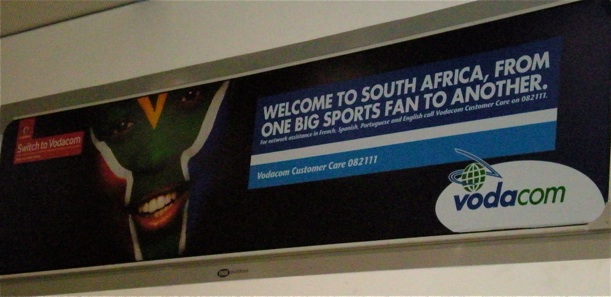 Switch to Vodacom
WELCOME TO SOUTH AFRICA, FROM
ONE BIG SPORTS FAN TO ANOTHER.
For network assistance in French, Spanish, Portuguese and English call Vodacom Customer Care on 082111.
Vodacom Customer Care 082111
vodacom